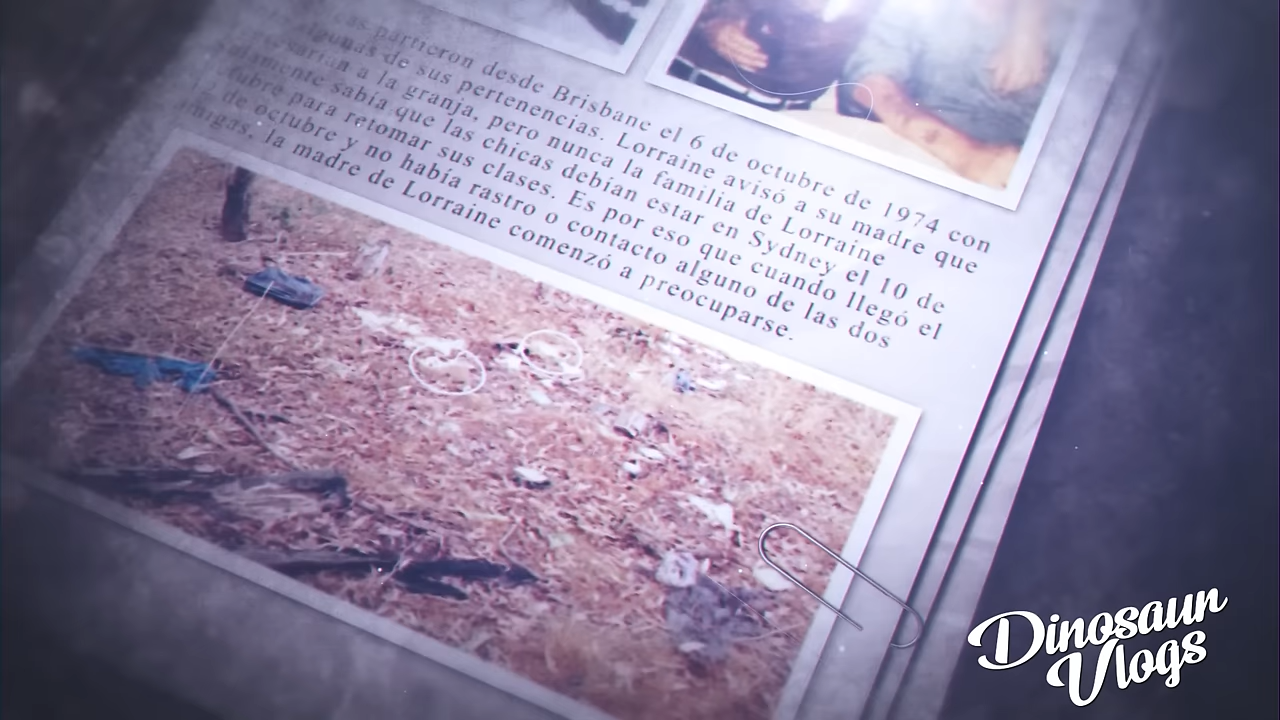 partieron desde Brisbane el 6 de octubre de 1974 con
algunas de sus pertenencias. Lorraine avisó a su madre que
a la granja, pero nunca la familia de Lorraine
sabía que las chicas debían estar en Sydney el 10 de
para retomar sus clases. Es por eso que cuando llegó el
de octubre y no había rastro o contacto alguno de las dos
la madre de Lorraine comenzó a preocuparse.
Dinosaur
Vlogs